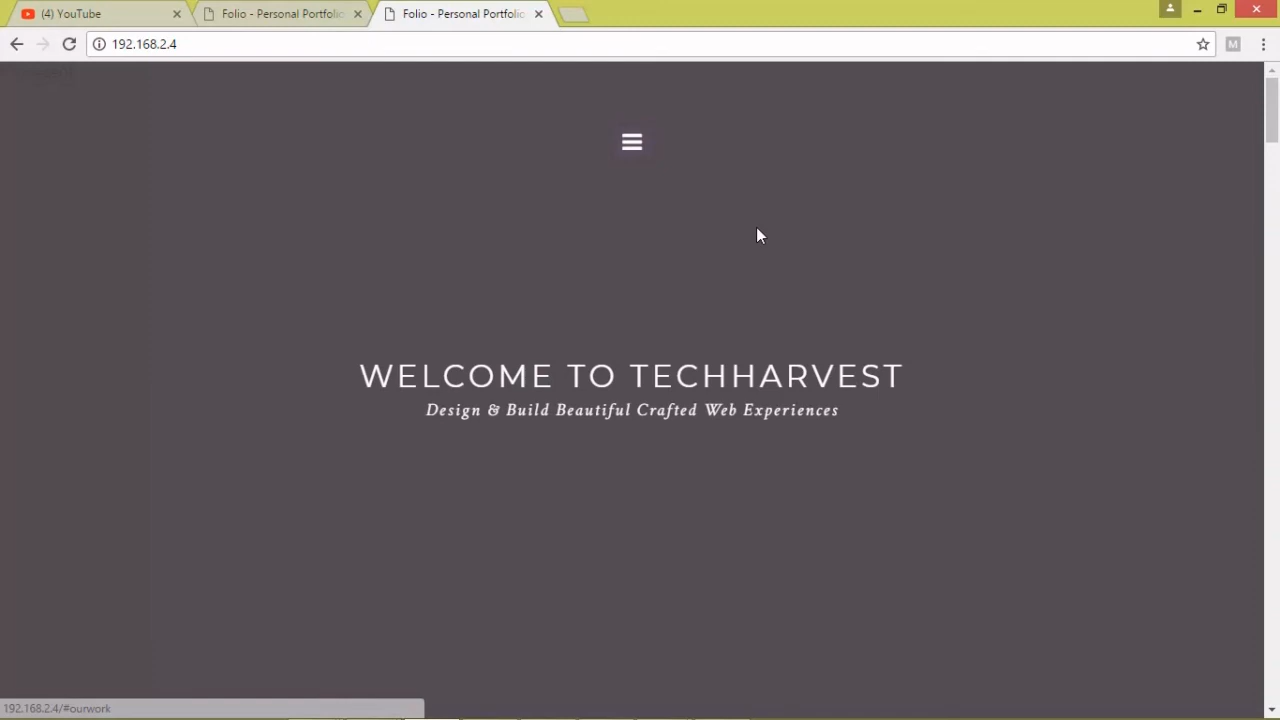 (4) YouTube
Folio - Personal Portfolio
Folio - Personal Portfolio
192.168.2.4
M
WELCOME TO TECHHARVEST
Design & Build Beautiful Crafted Web Experiences
192.168.2.4/#ourwork